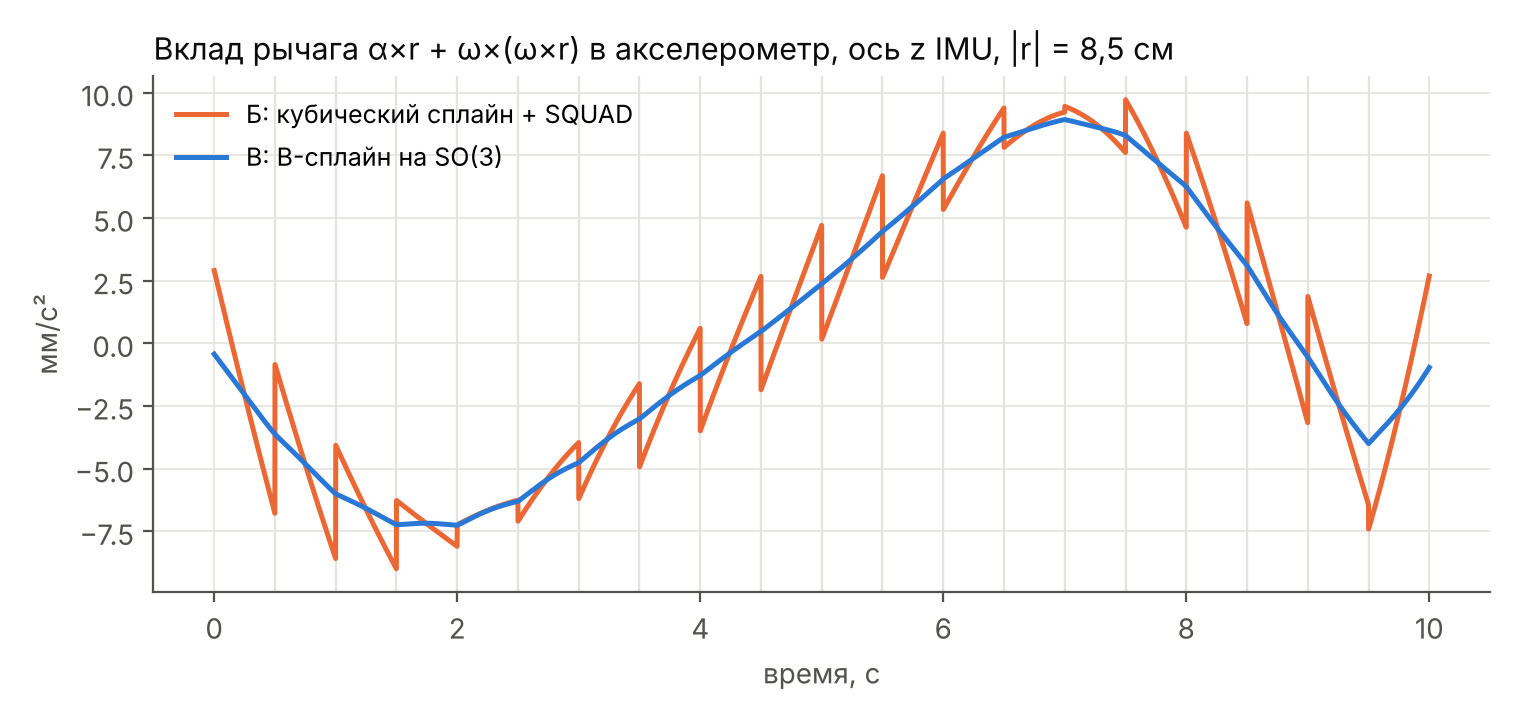 Вклад рычага α×r + ω×(ω×r) в акселерометр, ось z IMU, |r| = 8,5 см
Б: кубический сплайн + SQUAD
В: B-сплайн на SO(3)
10.0
7.5
5.0
2.5
0.0
−2.5
−5.0
−7.5
мм/с²
0 2 4 6 8 10
время, с